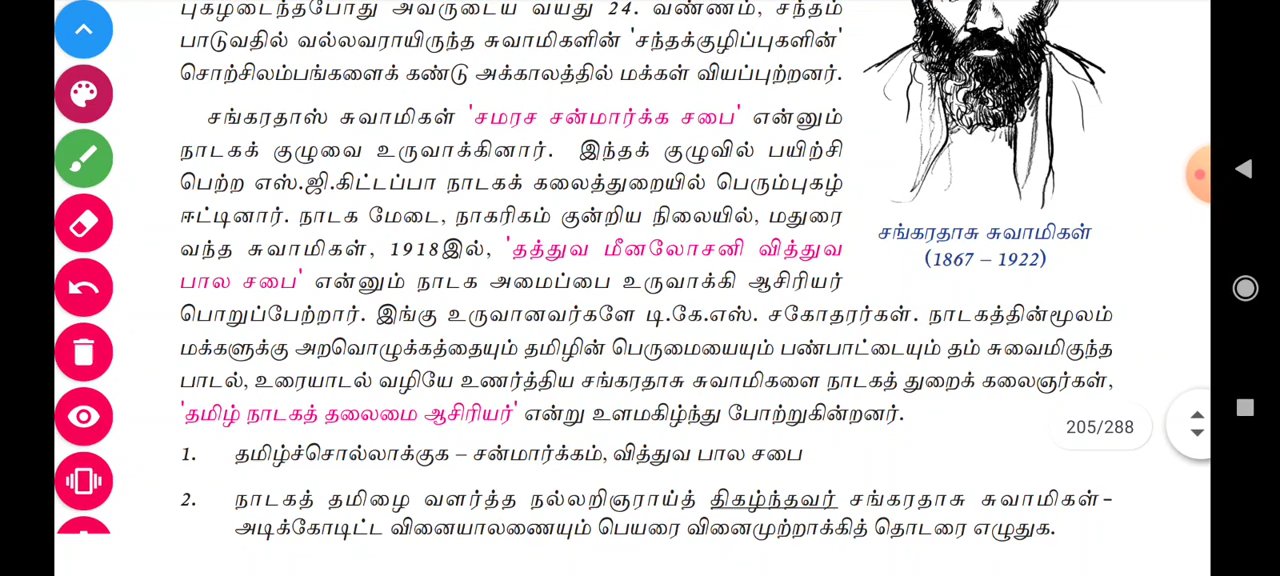 புகழடைந்தபோது அவருடைய வயது 24. வண்ணம், சந்தம்
பாடுவதில் வல்லவராயிருந்த சுவாமிகளின் 'சந்தக்குழிப்புகளின்'
சொற்சிலம்பங்களைக் கண்டு அக்காலத்தில் மக்கள் வியப்புற்றனர்.
சங்கரதாஸ் சுவாமிகள் 'சமரச சன்மார்க்க சபை' என்னும்
நாடகக் குழுவை உருவாக்கினார். இந்தக் குழுவில் பயிற்சி
பெற்ற எஸ்.ஜி.கிட்டப்பா நாடகக் கலைத்துறையில் பெரும்புகழ்
ஈட்டினார். நாடக மேடை, நாகரிகம் குன்றிய நிலையில், மதுரை
வந்த சுவாமிகள், 1918இல், 'தத்துவ மீனலோசனி வித்துவ
பால சபை' என்னும் நாடக அமைப்பை உருவாக்கி ஆசிரியர்
சங்கரதாசு சுவாமிகள்
(1867 – 1922)
பொறுப்பேற்றார். இங்கு உருவானவர்களே டி.கே.எஸ். சகோதரர்கள். நாடகத்தின்மூலம்
மக்களுக்கு அறவொழுக்கத்தையும் தமிழின் பெருமையையும் பண்பாட்டையும் தம் சுவைமிகுந்த
பாடல், உரையாடல் வழியே உணர்த்திய சங்கரதாசு சுவாமிகளை நாடகத் துறைக் கலைஞர்கள்,
'தமிழ் நாடகத் தலைமை ஆசிரியர்' என்று உளமகிழ்ந்து போற்றுகின்றனர்.
205/288
1. தமிழ்ச்சொல்லாக்குக – சன்மார்க்கம், வித்துவ பால சபை
2. நாடகத் தமிழை வளர்த்த நல்லறிஞராய்த் திகழ்ந்தவர் சங்கரதாசு சுவாமிகள்–
அடிக்கோடிட்ட வினையாலணையும் பெயரை வினைமுற்றாக்கித் தொடரை எழுதுக.